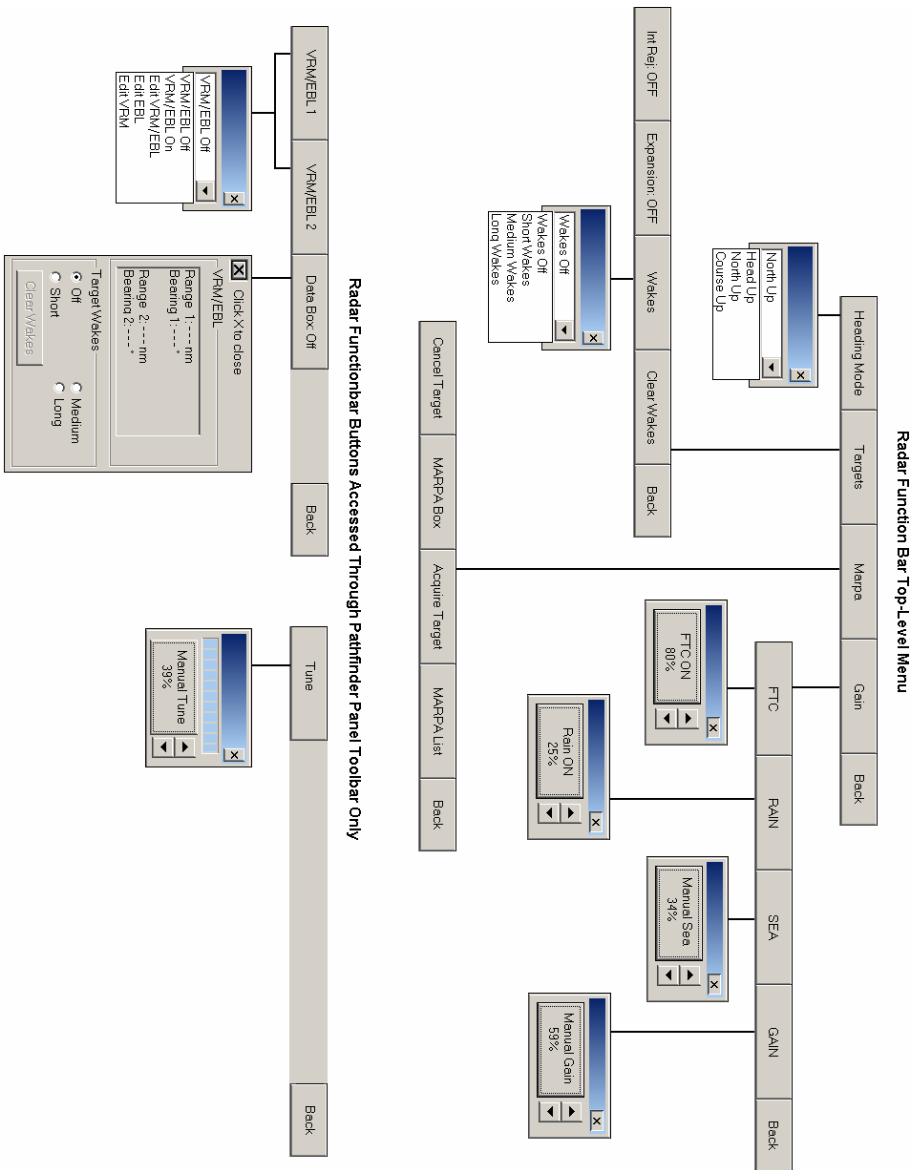 Radar Function Bar Top-Level Menu
Heading Mode
Targets
Marpa
Gain
Back
X
North Up
Head Up
North Up
Course Up
Int Rej: OFF
Expansion: OFF
Wakes
Clear Wakes
Back
X
Wakes Off
Wakes Off
Short Wakes
Medium Wakes
Long Wakes
FTC
RAIN
SEA
GAIN
Back
X
FTC ON
80%
X
Rain ON
25%
X
Manual Sea
34%
X
Manual Gain
59%
Cancel Target
MARPA Box
Acquire Target
MARPA List
Back
Radar Functionbar Buttons Accessed Through Pathfinder Panel Toolbar Only
VRM/EBL 1
VRM/EBL 2
Data Box: Off
Back
X
VRM/EBL Off
VRM/EBL Off
VRM/EBL On
Edit VRM/EBL
Edit EBL
Edit VRM
X Click X to close
VRM/EBL
Range 1:--- nm
Bearing 1:---°
Range 2:--- nm
Bearing 2:---°
Target Wakes
Off
Medium
Short
Long
Clear Wakes
Tune
Back
X
Manual Tune
39%